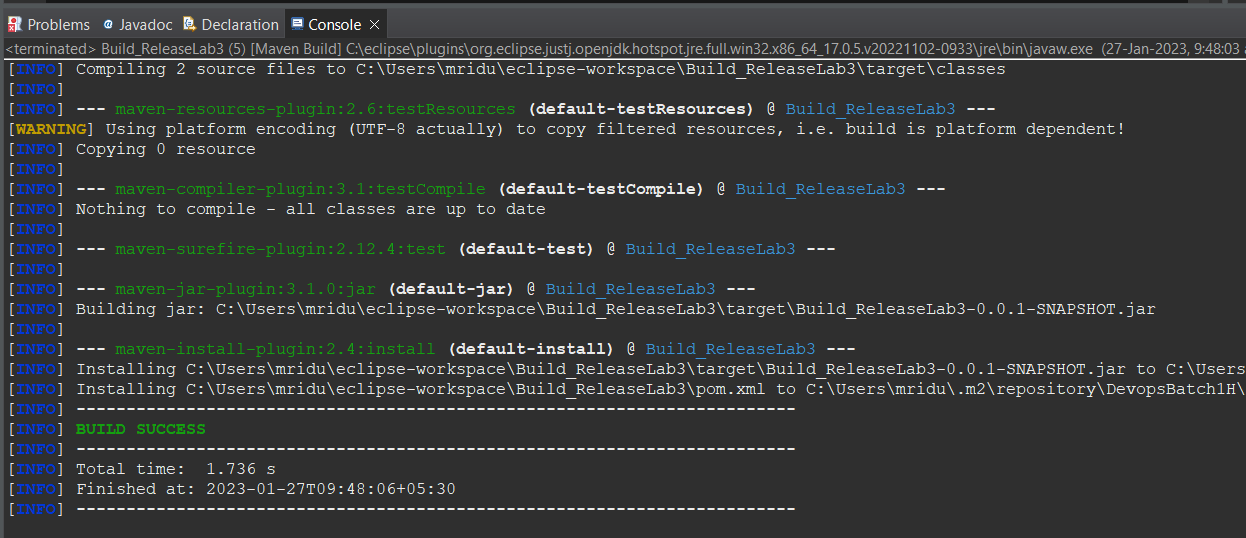 Problems @ Javadoc Declaration Console
<terminated> Build_ReleaseLab3 (5) [Maven Build] C:\eclipse\plugins\org.eclipse.justj.openjdk.hotspot.jre.full.win32.x86_64_17.0.5.v20221102-0933\jre\bin\javaw.exe (27-Jan-2023, 9:48:03
[INFO] Compiling 2 source files to C:\Users\mridu\eclipse-workspace\Build_ReleaseLab3\target\classes
[INFO]
[INFO] --- maven-resources-plugin:2.6:testResources (default-testResources) @ Build_ReleaseLab3 ---
[WARNING] Using platform encoding (UTF-8 actually) to copy filtered resources, i.e. build is platform dependent!
[INFO] Copying 0 resource
[INFO]
[INFO] --- maven-compiler-plugin:3.1:testCompile (default-testCompile) @ Build_ReleaseLab3 ---
[INFO] Nothing to compile - all classes are up to date
[INFO]
[INFO] --- maven-surefire-plugin:2.12.4:test (default-test) @ Build_ReleaseLab3 ---
[INFO]
[INFO] --- maven-jar-plugin:3.1.0:jar (default-jar) @ Build_ReleaseLab3 ---
[INFO] Building jar: C:\Users\mridu\eclipse-workspace\Build_ReleaseLab3\target\Build_ReleaseLab3-0.0.1-SNAPSHOT.jar
[INFO]
[INFO] --- maven-install-plugin:2.4:install (default-install) @ Build_ReleaseLab3 ---
[INFO] Installing C:\Users\mridu\eclipse-workspace\Build_ReleaseLab3\target\Build_ReleaseLab3-0.0.1-SNAPSHOT.jar to C:\Users
[INFO] Installing C:\Users\mridu\eclipse-workspace\Build_ReleaseLab3\pom.xml to C:\Users\mridu\.m2\repository\DevopsBatch1H\
[INFO] ------------------------------------------------------------------------
[INFO] BUILD SUCCESS
[INFO] ------------------------------------------------------------------------
[INFO] Total time:  1.736 s
[INFO] Finished at: 2023-01-27T09:48:06+05:30
[INFO] ------------------------------------------------------------------------